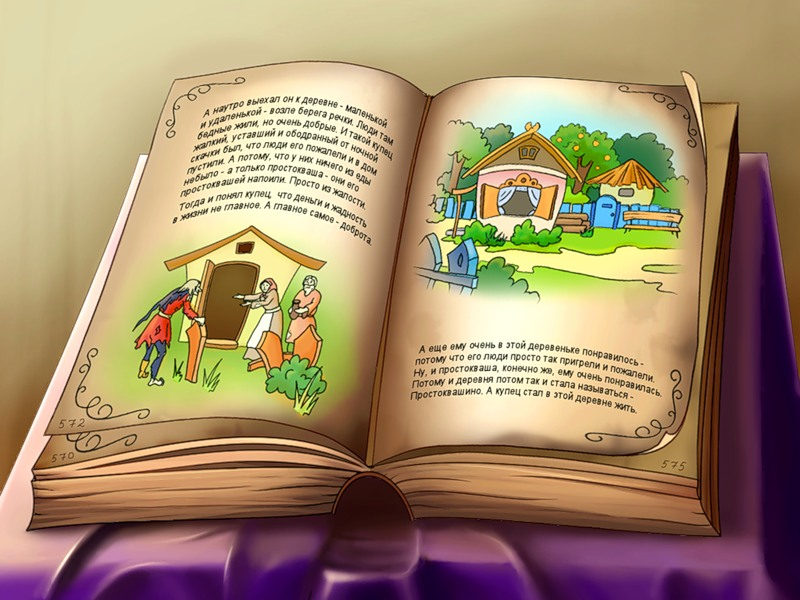 А наутро выехал он к деревне - маленькой
и удаленькой - возле берега речки. Люди там
бедные жили, но очень добрые. И такой купец
жалкий, уставший и ободранный от ночной
скачки был, что люди его пожалели и в дом
пустили. А потому, что у них ничего из еды
небыло - а только простокваша - они его
простоквашей напоили. Просто из жалости.
Тогда и понял купец, что деньги и жадность
в жизни не главное. А главное самое - доброта.
572
570
А еще ему очень в этой деревеньке понравилось -
потому что его люди просто так пригрели и пожалели.
Ну, и простокваша, конечно же, ему очень понравилась.
Потому и деревня потом так и стала называться -
Простоквашино. А купец стал в этой деревне жить.
575